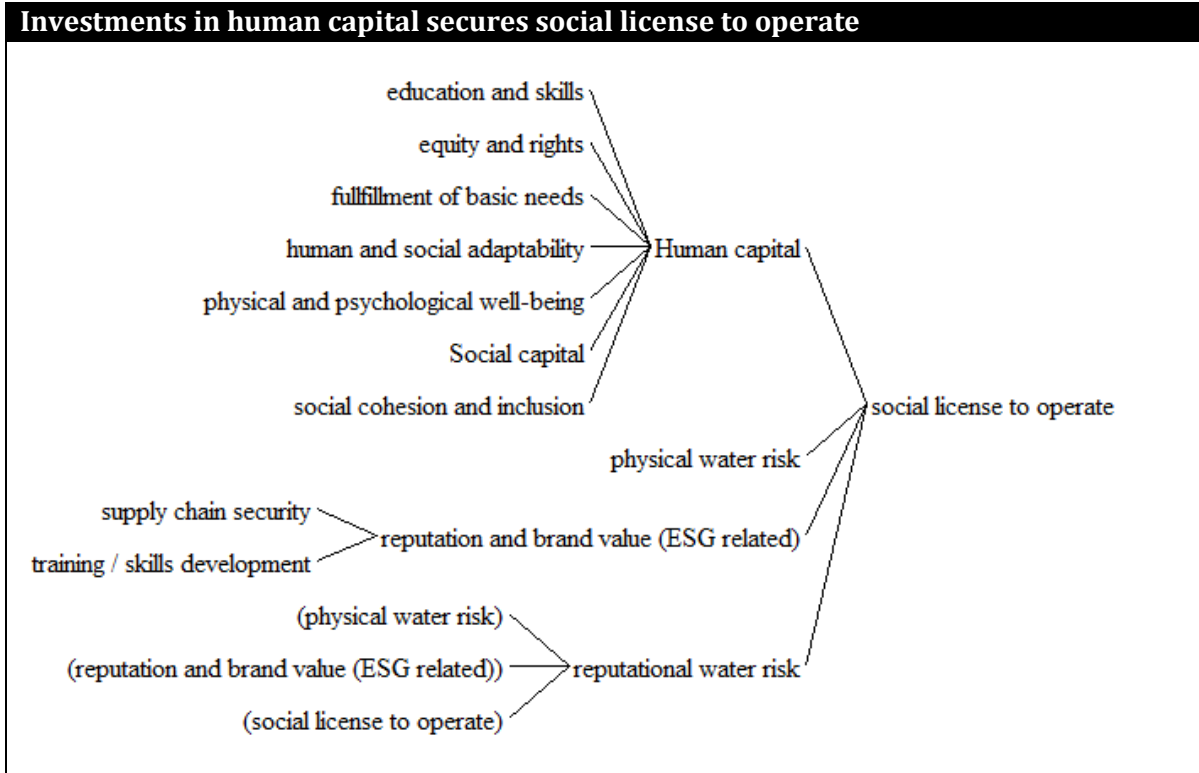 Investments in human capital secures social license to operate
education and skills
equity and rights
fullfillment of basic needs
human and social adaptability
Human capital
physical and psychological well-being
Social capital
social cohesion and inclusion
social license to operate
physical water risk
supply chain security
reputation and brand value (ESG related)
training / skills development
(physical water risk)
(reputation and brand value (ESG related))
reputational water risk
(social license to operate)